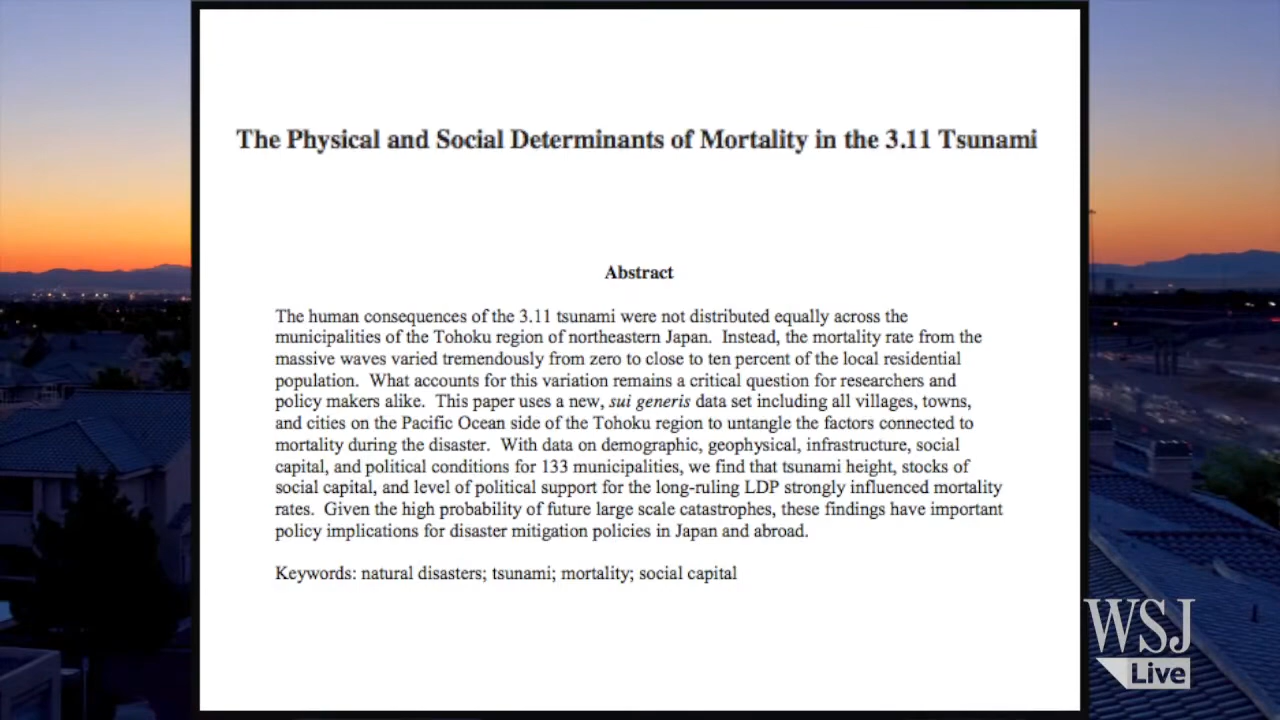 The Physical and Social Determinants of Mortality in the 3.11 Tsunami
Abstract
The human consequences of the 3.11 tsunami were not distributed equally across the
municipalities of the Tohoku region of northeastern Japan.  Instead, the mortality rate from the
massive waves varied tremendously from zero to close to ten percent of the local residential
population.  What accounts for this variation remains a critical question for researchers and
policy makers alike.  This paper uses a new, sui generis data set including all villages, towns,
and cities on the Pacific Ocean side of the Tohoku region to untangle the factors connected to
mortality during the disaster.  With data on demographic, geophysical, infrastructure, social
capital, and political conditions for 133 municipalities, we find that tsunami height, stocks of
social capital, and level of political support for the long-ruling LDP strongly influenced mortality
rates.  Given the high probability of future large scale catastrophes, these findings have important
policy implications for disaster mitigation policies in Japan and abroad.
Keywords: natural disasters; tsunami; mortality; social capital
WSJ
Live